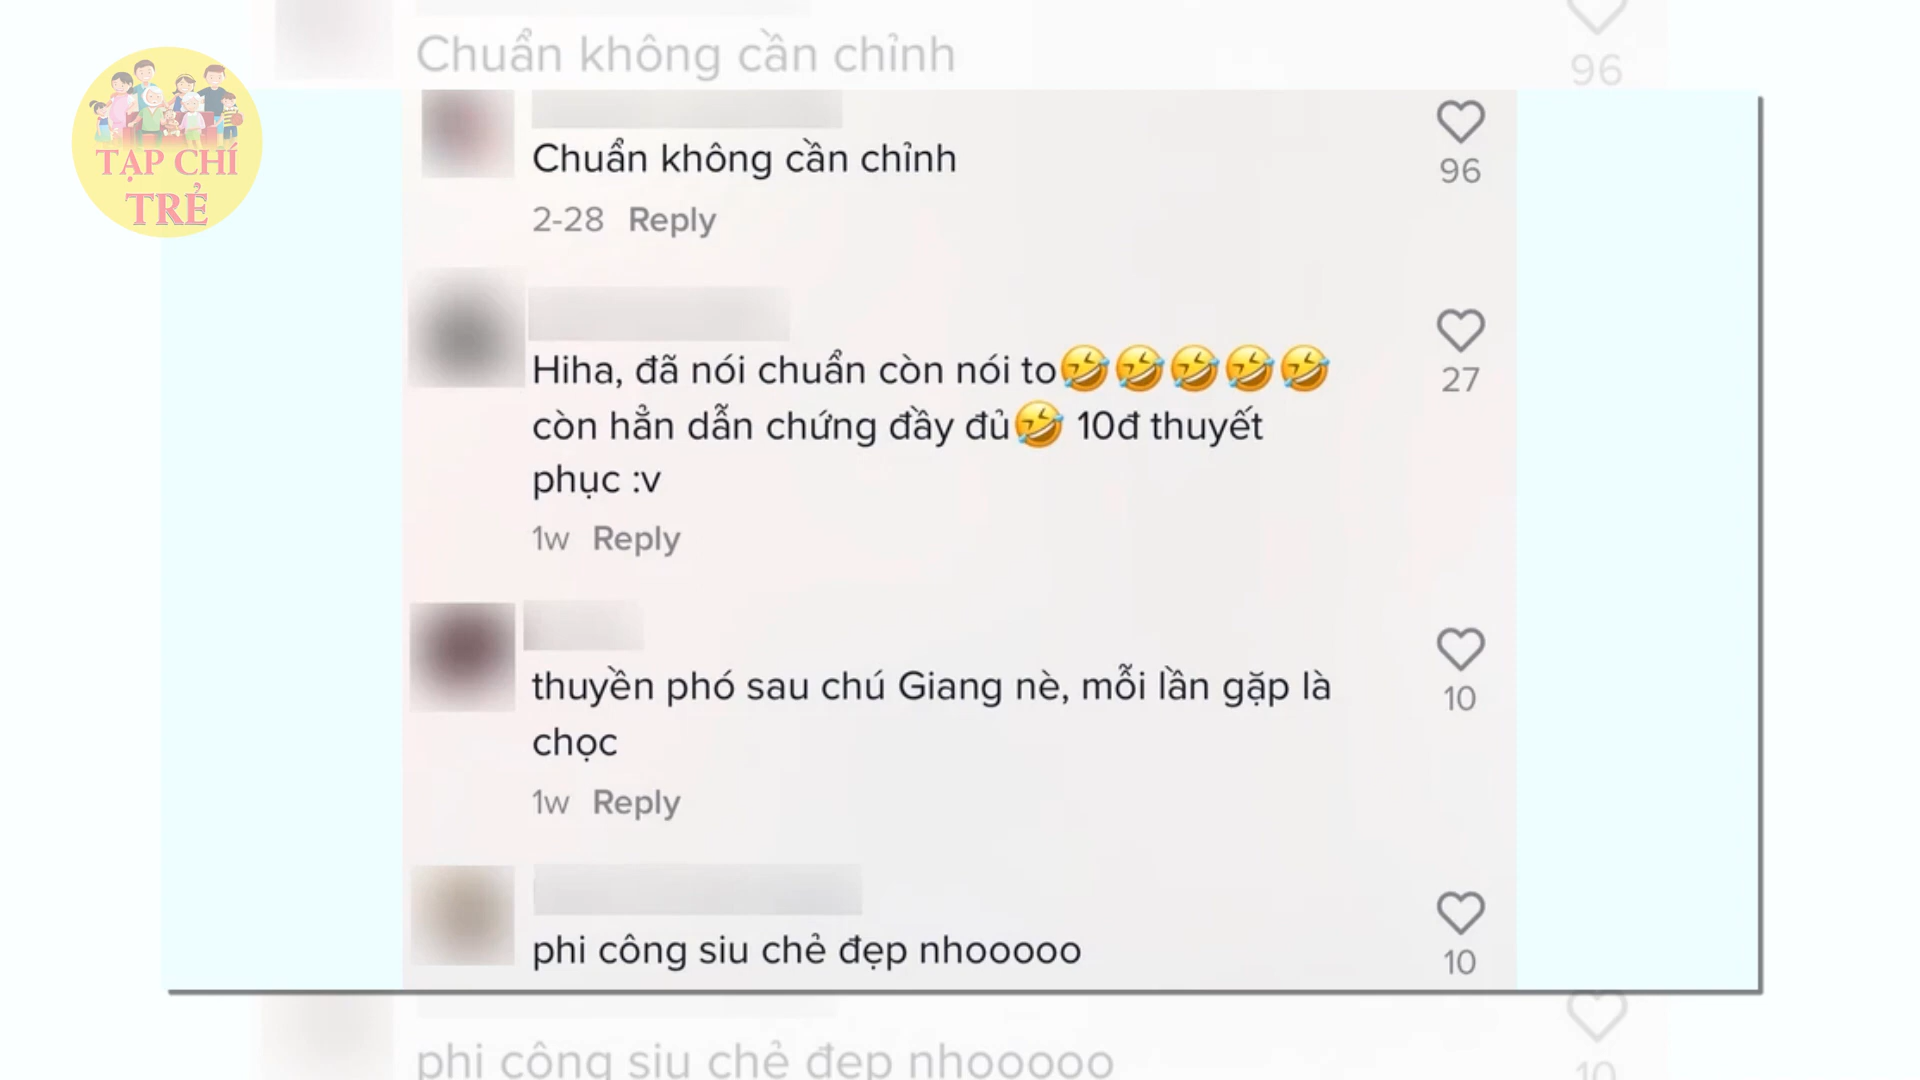 Chuẩn không cần chỉnh
96
TẠP CHÍ
TRẺ
Chuẩn không cần chỉnh
96
2-28 Reply
Hiha, đã nói chuẩn còn nói to🤣🤣🤣🤣🤣
27
còn hẳn dẫn chứng đầy đủ🤣 10đ thuyết
phục :v
1w Reply
thuyền phó sau chú Giang nè, mỗi lần gặp là
10
chọc
1w Reply
phi công siu chẻ đẹp nhooooo
10
phi công siu chẻ đẹp nhooooo
10